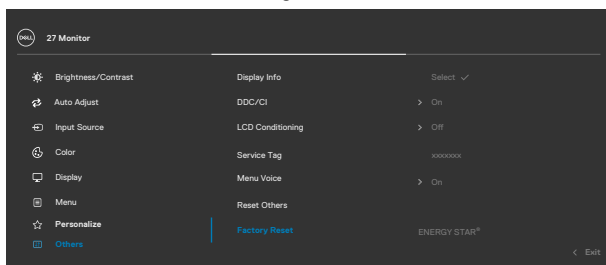 DELL 27 Monitor
Brightness/Contrast Display Info Select ✓
Auto Adjust DDC/CI > On
Input Source LCD Conditioning > Off
Color Service Tag xxxxxxx
Display Menu Voice > On
Menu Reset Others
Personalize Factory Reset ENERGY STAR®
Others
< Exit